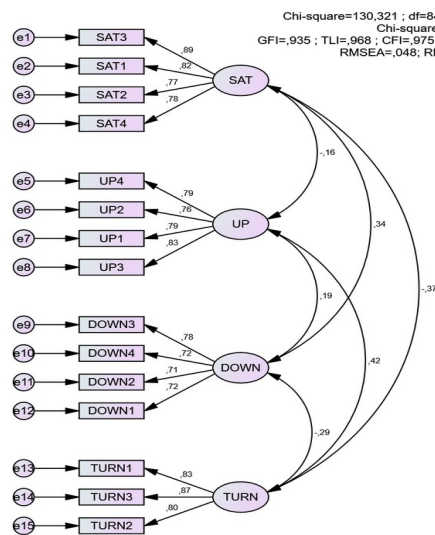 Chi-square=130,321 ; df=8
Chi-square
GFI=,935 ; TLI=,968 ; CFI=,975
RMSEA=,048;
e1 SAT3 ,89
e2 SAT1 ,82
e3 SAT2 ,77
e4 SAT4 ,78
SAT
-,16
e5 UP4 ,79
e6 UP2 ,76
e7 UP1 ,79
e8 UP3 ,83
UP
,34
,19
-,37
e9 DOWN3 ,78
e10 DOWN4 ,72
e11 DOWN2 ,71
e12 DOWN1 ,72
DOWN
,42
-,29
e13 TURN1 ,83
e14 TURN3 ,87
e15 TURN2 ,80
TURN